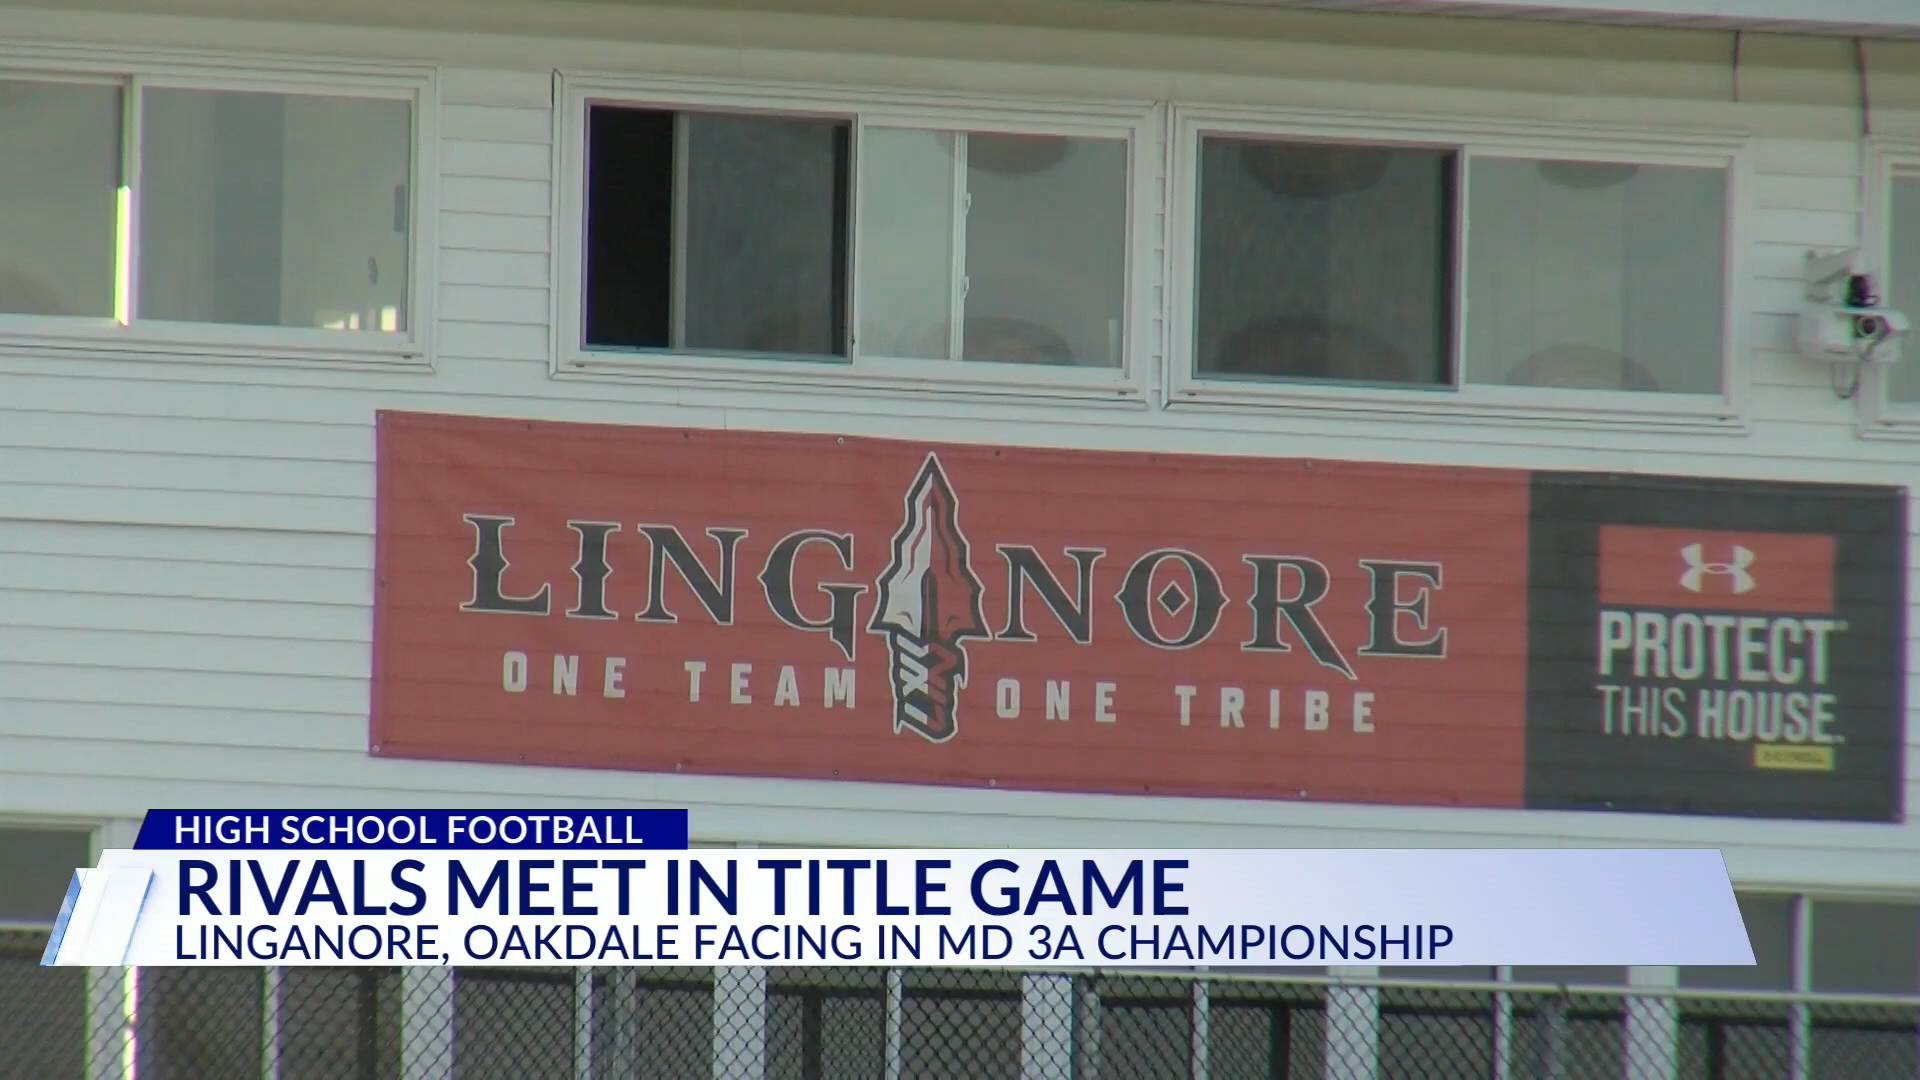 LINGANORE
ONE TEAM ONE TRIBE
PROTECT
THIS HOUSE.
HIGH SCHOOL FOOTBALL
RIVALS MEET IN TITLE GAME
LINGANORE, OAKDALE FACING IN MD 3A CHAMPIONSHIP